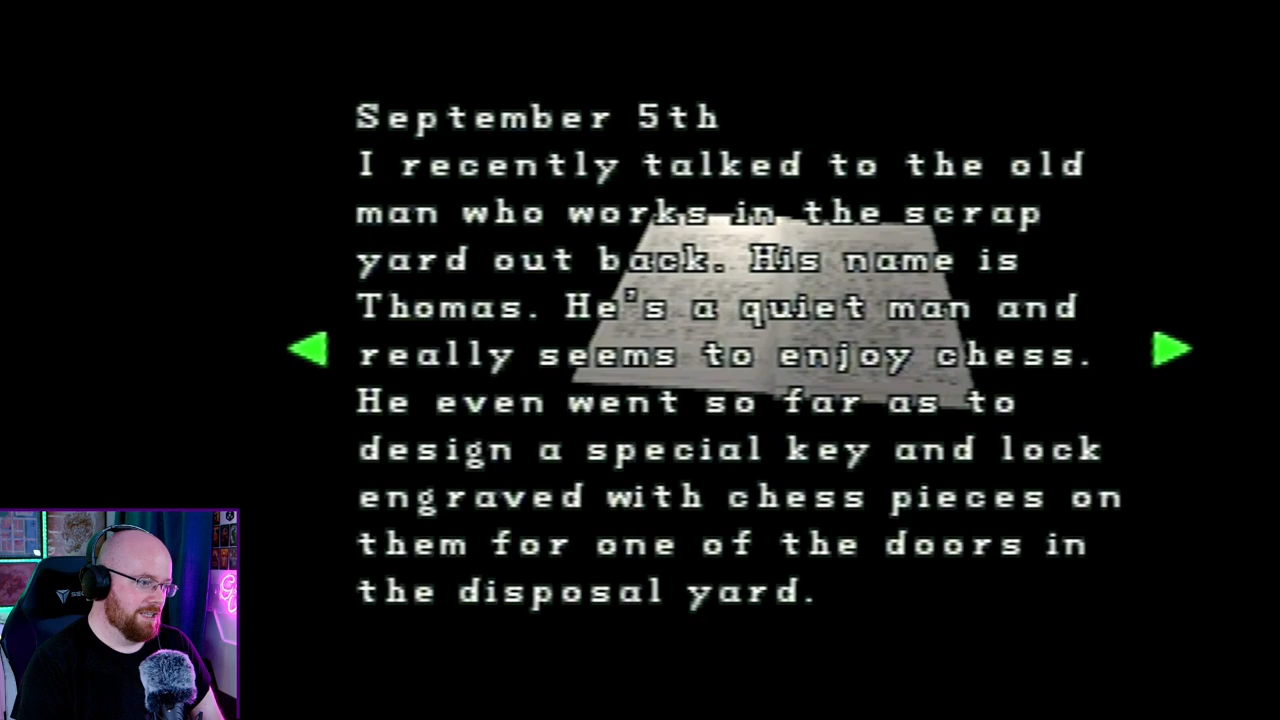 September 5th
I recently talked to the old
man who works in the scrap
yard out back. His name is
Thomas. He's a quiet man and
really seems to enjoy chess.
He even went so far as to
design a special key and lock
engraved with chess pieces on
them for one of the doors in
the disposal yard.